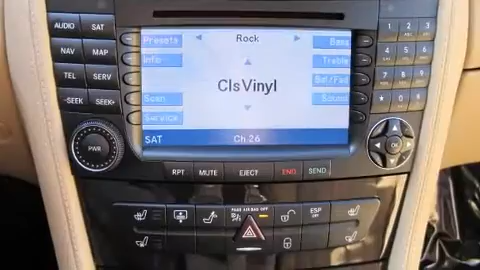 AUDIO SAT
NAV MAP
TEL SERV
-SEEK SEEK+
PWR
Presets Rock Bass
Info Treble
ClsVinyl Bal/Fad
Scan Sound
Service
SAT Ch 26
1 2 3
4 5 6
7 8 9
* 0 #
OK
RPT MUTE EJECT END SEND
PASS AIR BAG OFF
ESP
OFF